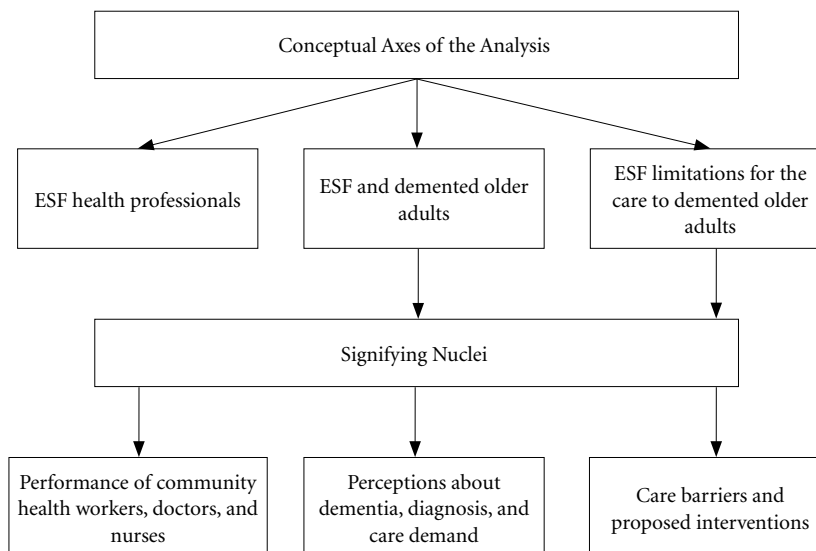 Conceptual Axes of the Analysis
ESF health professionals
ESF and demented older
adults
ESF limitations for the
care to demented older
adults
Signifying Nuclei
Performance of community
health workers, doctors, and
nurses
Perceptions about
dementia, diagnosis, and
care demand
Care barriers and
proposed interventions